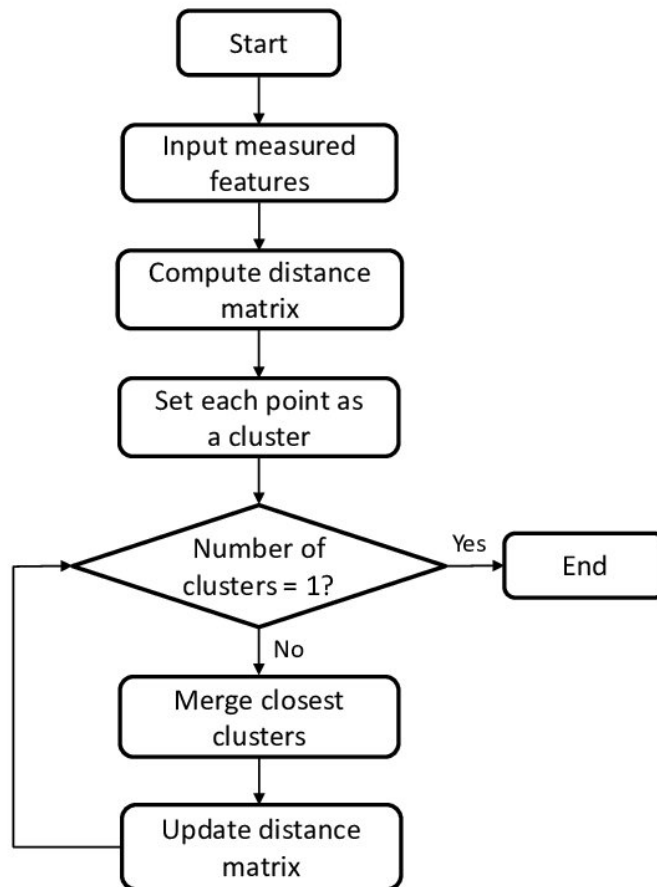 Start
Input measured
features
Compute distance
matrix
Set each point as
a cluster
Number of
clusters = 1?
Yes
End
No
Merge closest
clusters
Update distance
matrix